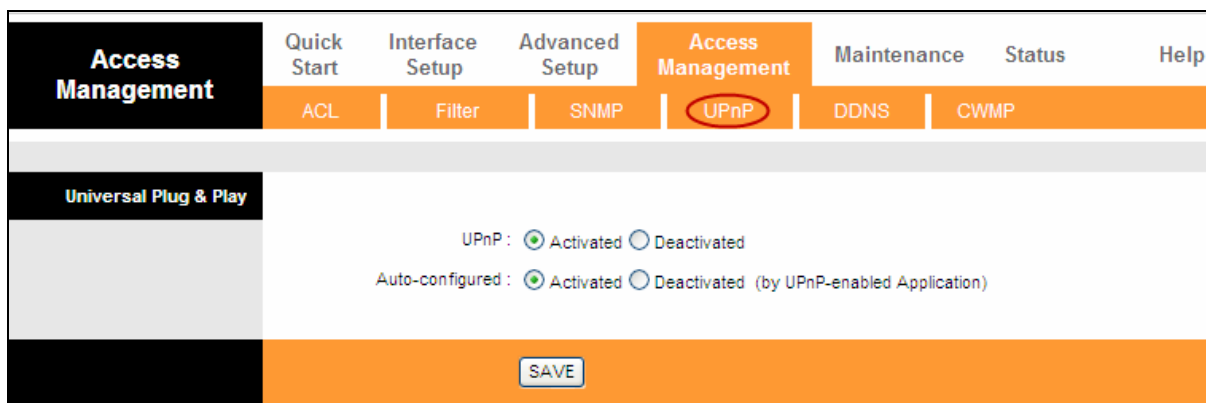 Access Management
Quick Start
Interface Setup
Advanced Setup
Access Management
Maintenance
Status
Help
ACL
Filter
SNMP
UPnP
DDNS
CWMP
Universal Plug & Play
UPnP : Activated Deactivated
Auto-configured : Activated Deactivated (by UPnP-enabled Application)
SAVE